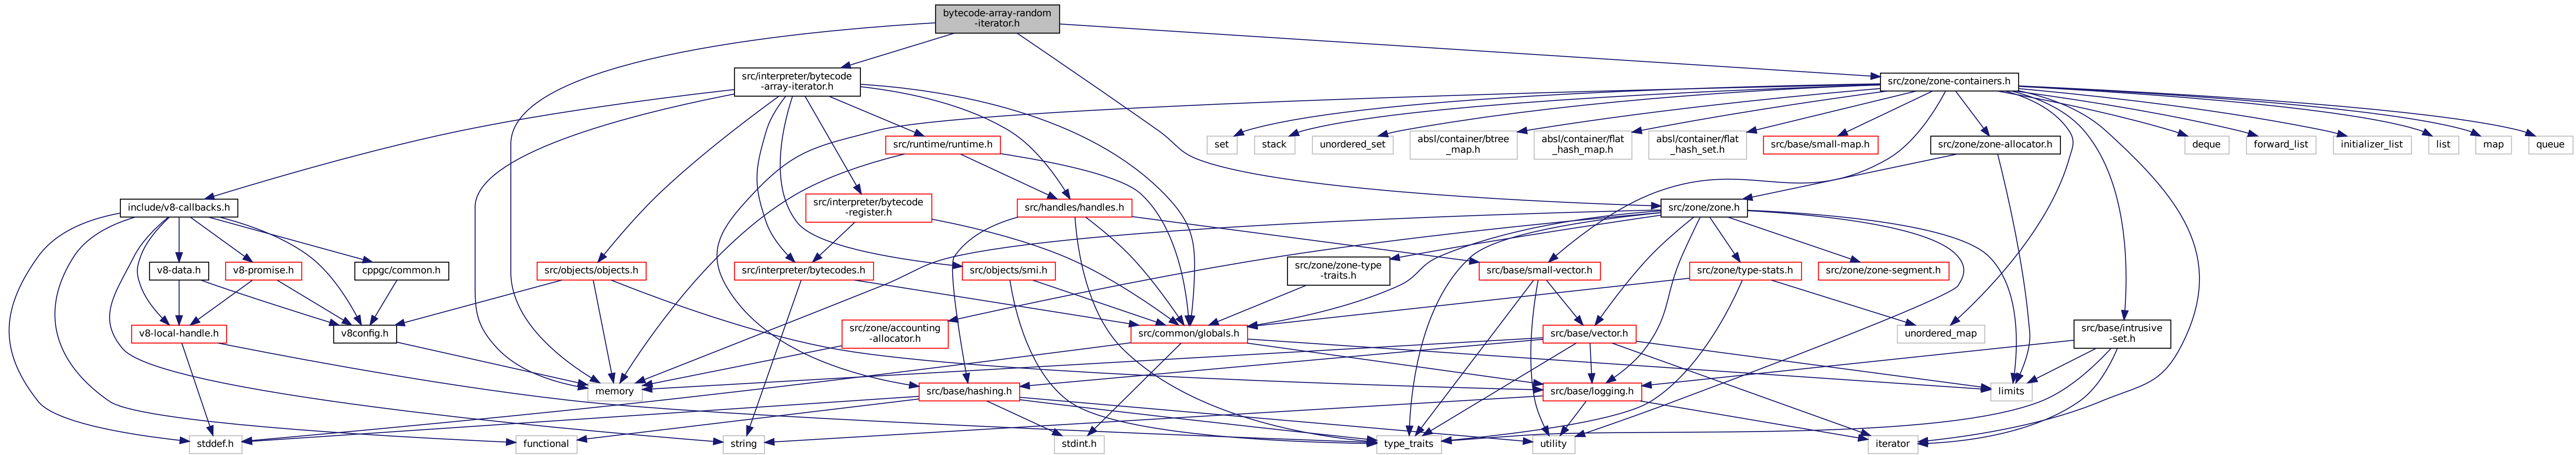 bytecode-array-random
-iterator.h
src/interpreter/bytecode
-array-iterator.h
src/zone/zone-containers.h
src/runtime/runtime.h
set
stack
unordered_set
absl/container/btree
_map.h
absl/container/flat
_hash_map.h
absl/container/flat
_hash_set.h
src/base/small-map.h
src/zone/zone-allocator.h
deque
forward_list
initializer_list
list
map
queue
include/v8-callbacks.h
src/interpreter/bytecode
-register.h
src/handles/handles.h
src/zone/zone.h
v8-data.h
v8-promise.h
cppgc/common.h
src/objects/objects.h
src/interpreter/bytecodes.h
src/objects/smi.h
src/zone/zone-type
-traits.h
src/base/small-vector.h
src/zone/type-stats.h
src/zone/zone-segment.h
v8-local-handle.h
v8config.h
src/zone/accounting
-allocator.h
src/common/globals.h
src/base/vector.h
unordered_map
src/base/intrusive
-set.h
memory
src/base/hashing.h
src/base/logging.h
limits
stddef.h
functional
string
stdint.h
type_traits
utility
iterator